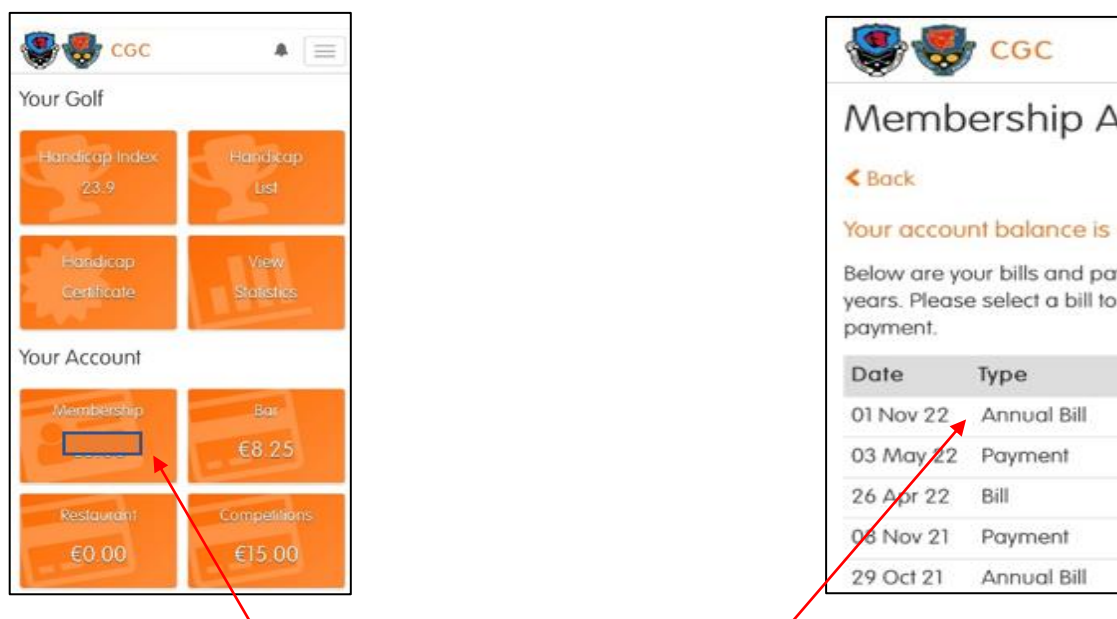 CGC
Your Golf
Handicap Index
23.9
Handicap
List
Handicap
Certificate
View
Statistics
Your Account
Membership
Bar
€8.25
Restaurant
€0.00
Competitions
€15.00
CGC
Membership A
Back
Your account balance is
Below are your bills and pa
years. Please select a bill to
payment.
Date Type
01 Nov 22 Annual Bill
03 May 22 Payment
26 Apr 22 Bill
08 Nov 21 Payment
29 Oct 21 Annual Bill